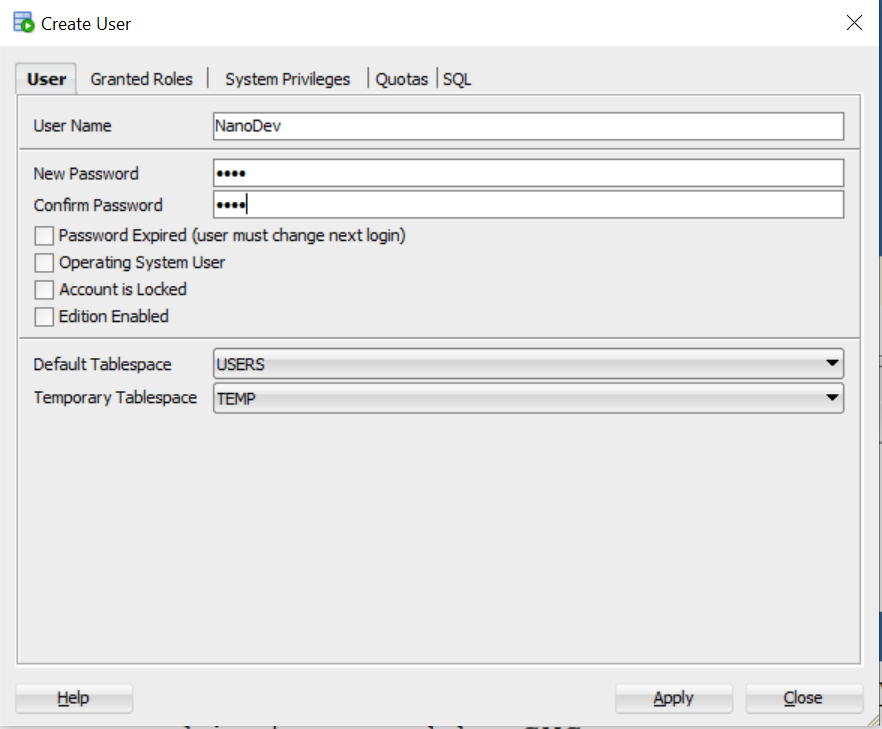 Create User
User Granted Roles System Privileges Quotas SQL
User Name NanoDev
New Password ••••
Confirm Password ••••
Password Expired (user must change next login)
Operating System User
Account is Locked
Edition Enabled
Default Tablespace USERS
Temporary Tablespace TEMP
Help Apply Close